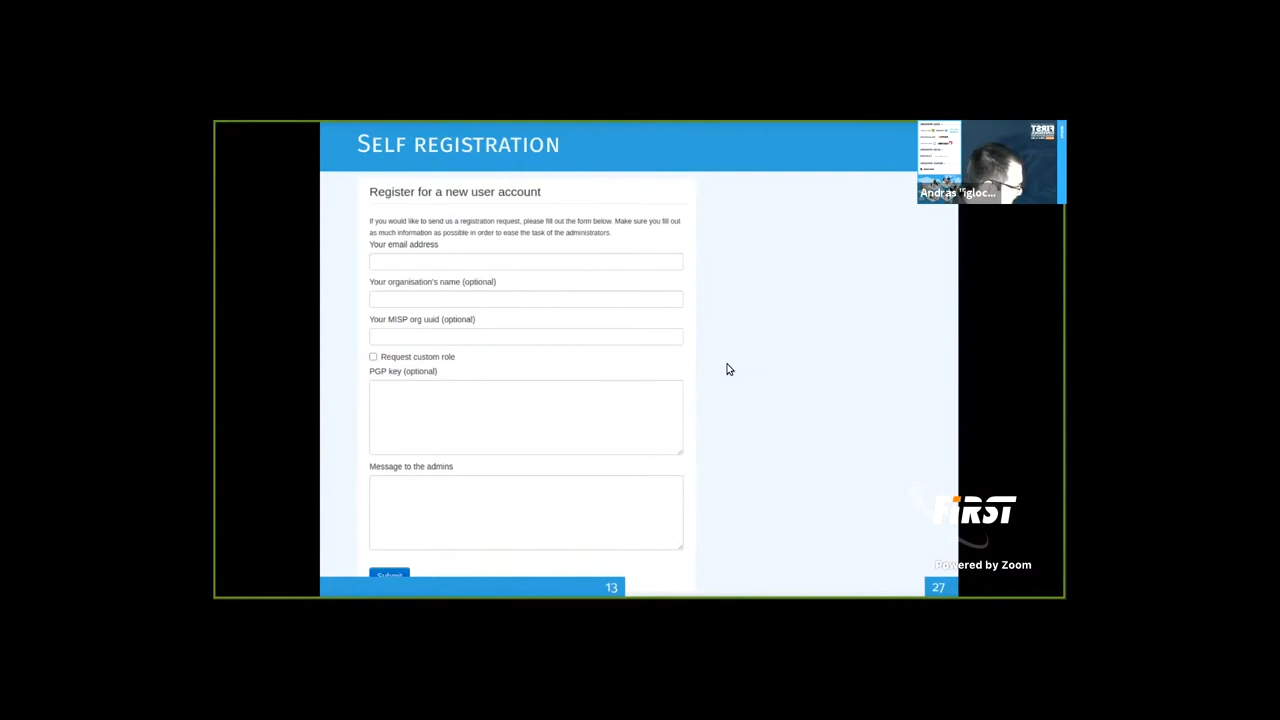 SELF REGISTRATION
FIRST
Andras "igloc...
Register for a new user account
If you would like to send us a registration request, please fill out the form below. Make sure you fill out
as much information as possible in order to ease the task of the administrators.
Your email address
Your organisation's name (optional)
Your MISP org uuid (optional)
Request custom role
PGP key (optional)
Message to the admins
FIRST
Powered by Zoom
Submit
13
27